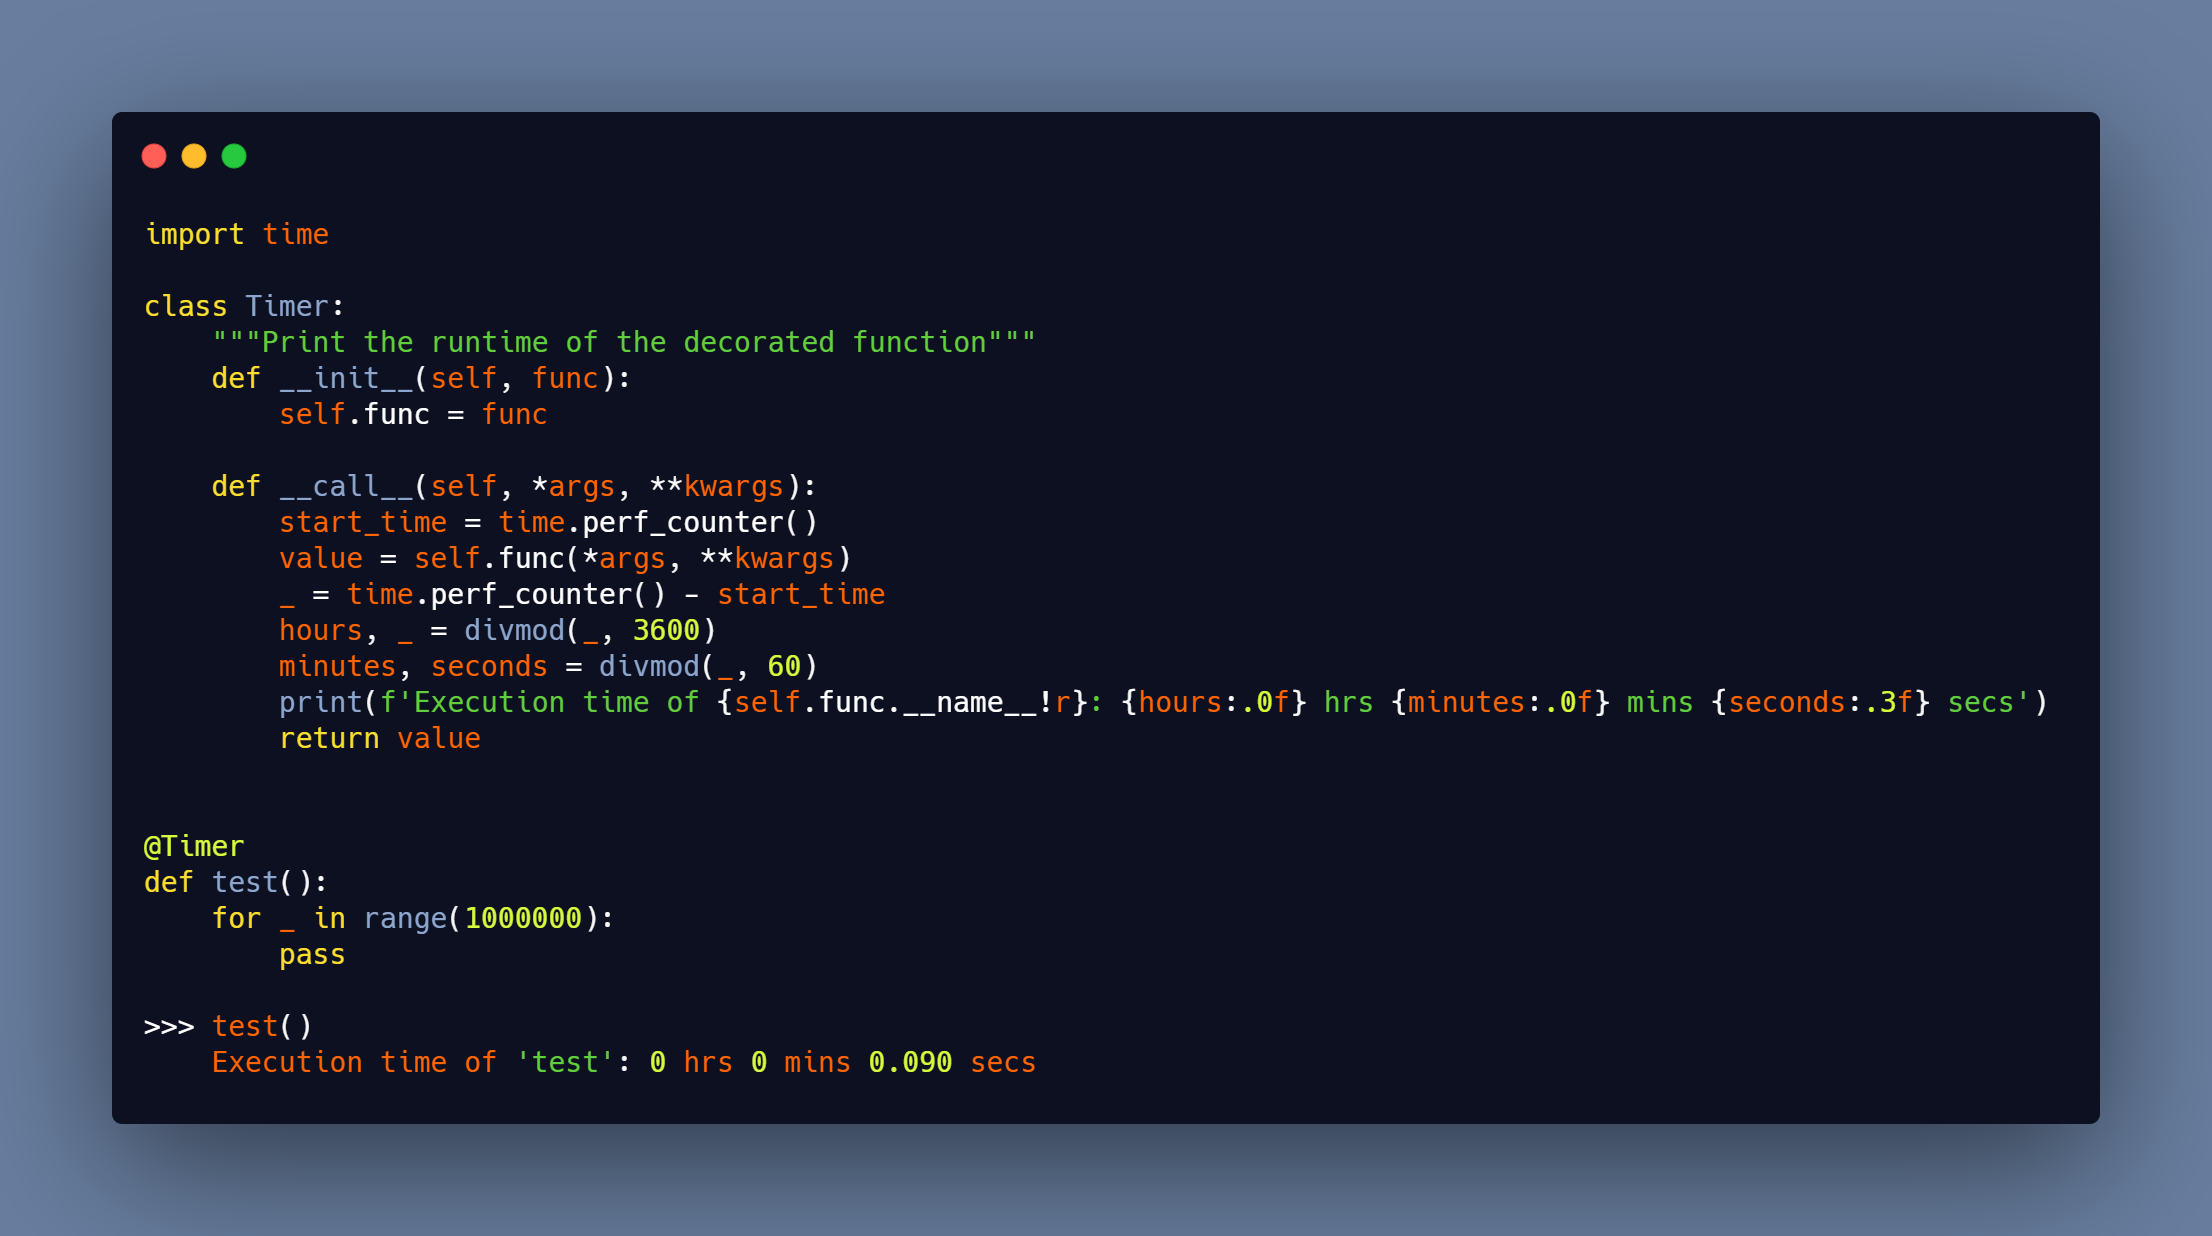 import time
class Timer:
    """Print the runtime of the decorated function"""
    def __init__(self, func):
        self.func = func
    def __call__(self, *args, **kwargs):
        start_time = time.perf_counter()
        value = self.func(*args, **kwargs)
        _ = time.perf_counter() - start_time
        hours, _ = divmod(_, 3600)
        minutes, seconds = divmod(_, 60)
        print(f'Execution time of {self.func.__name__!r}: {hours:.0f} hrs {minutes:.0f} mins {seconds:.3f} secs')
        return value
@Timer
def test():
    for _ in range(1000000):
        pass
>>> test()
    Execution time of 'test': 0 hrs 0 mins 0.090 secs